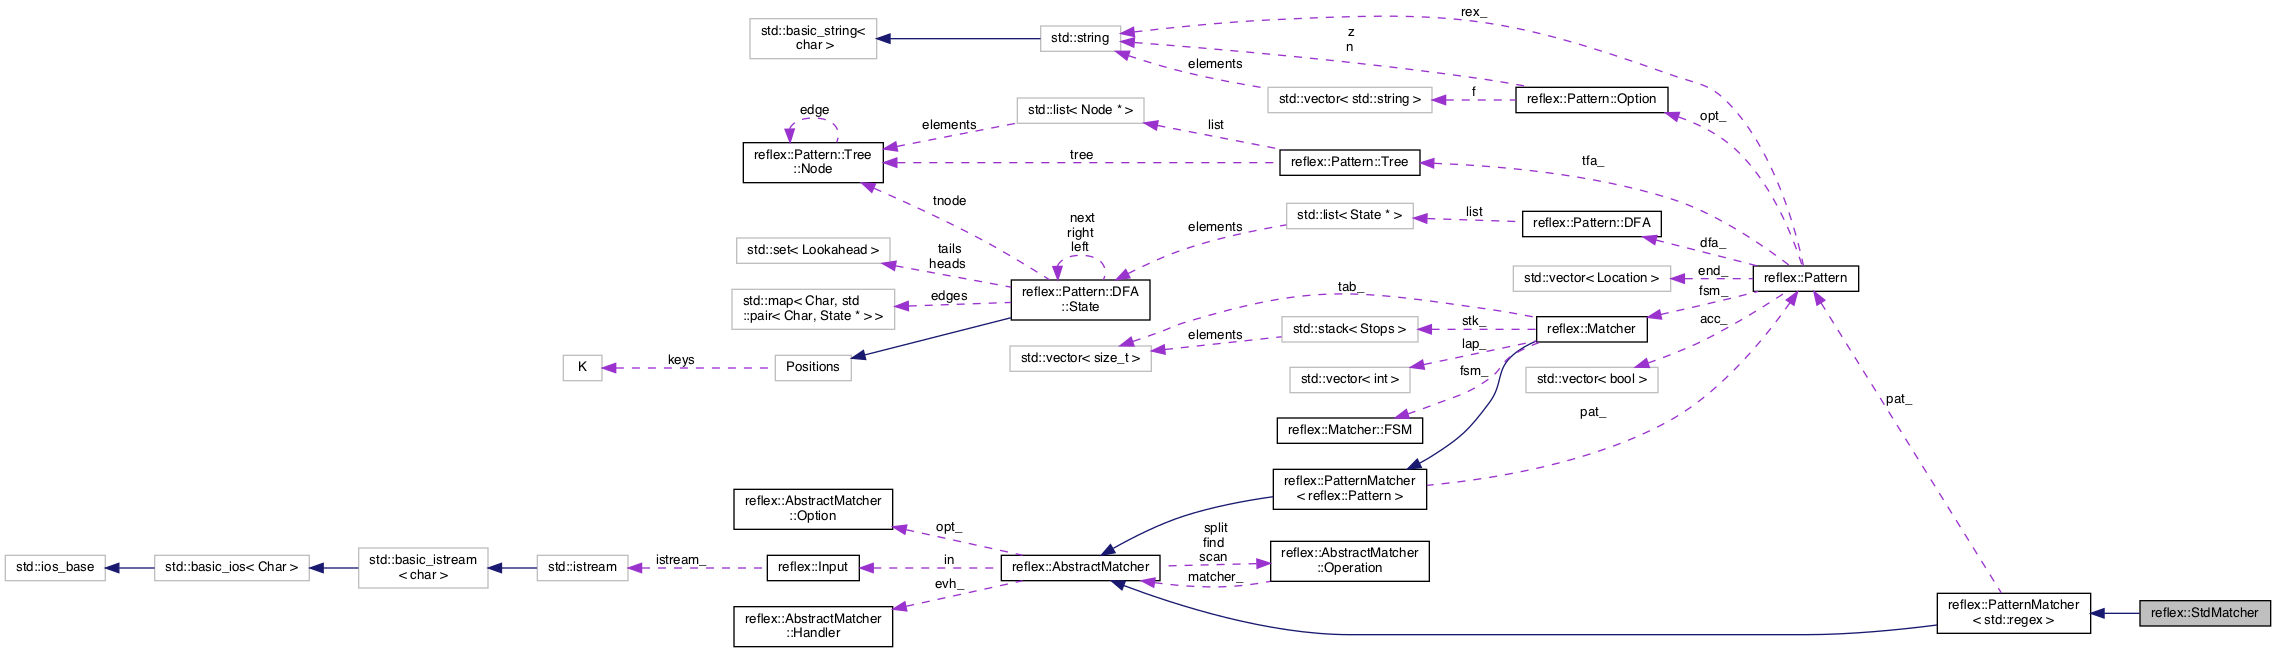 rex_
std::basic_string<
char >
std::string
z
n
elements
std::vector< std::string >
f
reflex::Pattern::Option
opt_
edge
std::list< Node * >
elements
list
reflex::Pattern::Tree
::Node
tree
reflex::Pattern::Tree
tfa_
tnode
next
right
left
elements
std::list< State * >
list
reflex::Pattern::DFA
dfa_
std::set< Lookahead >
tails
heads
std::map< Char, std
::pair< Char, State * > >
edges
reflex::Pattern::DFA
::State
std::vector< Location >
end_
reflex::Pattern
fsm_
tab_
std::stack< Stops >
stk_
reflex::Matcher
acc_
K
keys
Positions
std::vector< size_t >
elements
lap_
std::vector< int >
fsm_
std::vector< bool >
pat_
reflex::Matcher::FSM
pat_
reflex::PatternMatcher
< reflex::Pattern >
reflex::AbstractMatcher
::Option
opt_
split
find
scan
matcher_
reflex::AbstractMatcher
::Operation
std::ios_base
std::basic_ios< Char >
std::basic_istream
< char >
std::istream
istream_
reflex::Input
in
reflex::AbstractMatcher
evh_
reflex::AbstractMatcher
::Handler
reflex::PatternMatcher
< std::regex >
reflex::StdMatcher